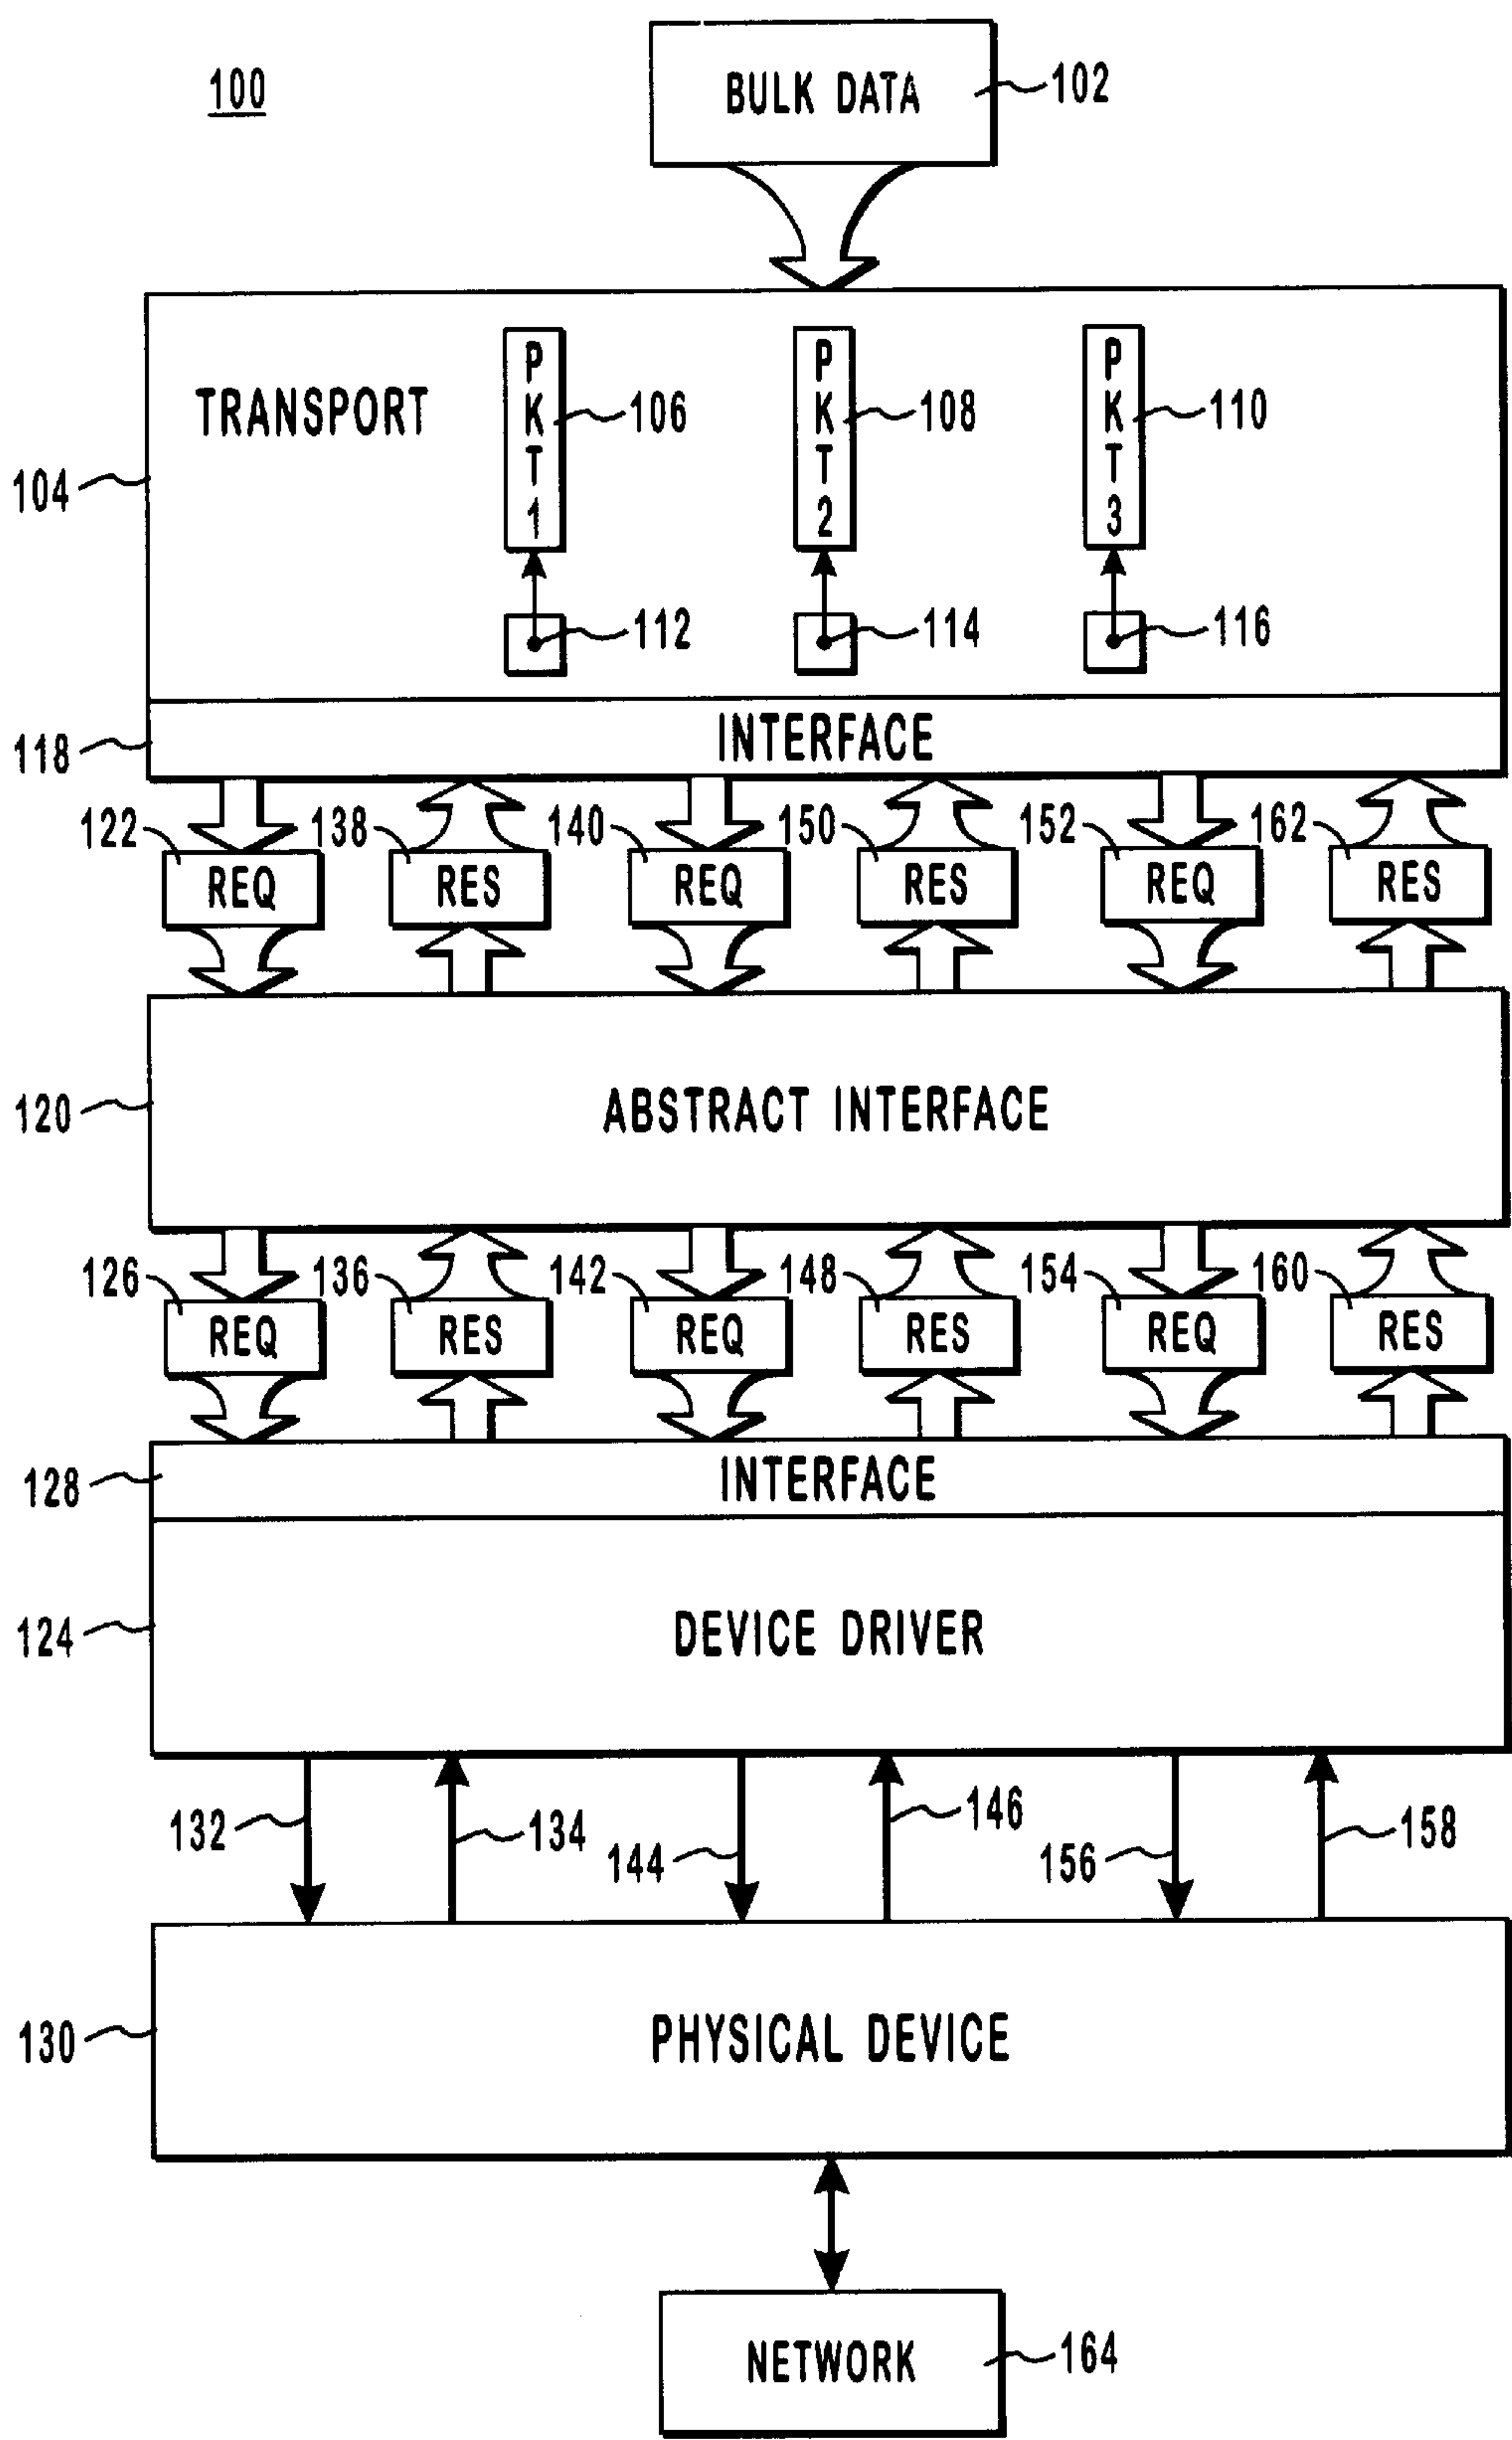 100
BULK DATA
102
TRANSPORT
PKT1
106
PKT2
108
PKT3
110
104
112
114
116
118
INTERFACE
122
138
140
150
152
162
REQ
RES
REQ
RES
REQ
RES
120
ABSTRACT INTERFACE
126
136
142
148
154
160
REQ
RES
REQ
RES
REQ
RES
128
INTERFACE
124
DEVICE DRIVER
132
134
144
146
156
158
130
PHYSICAL DEVICE
NETWORK
164